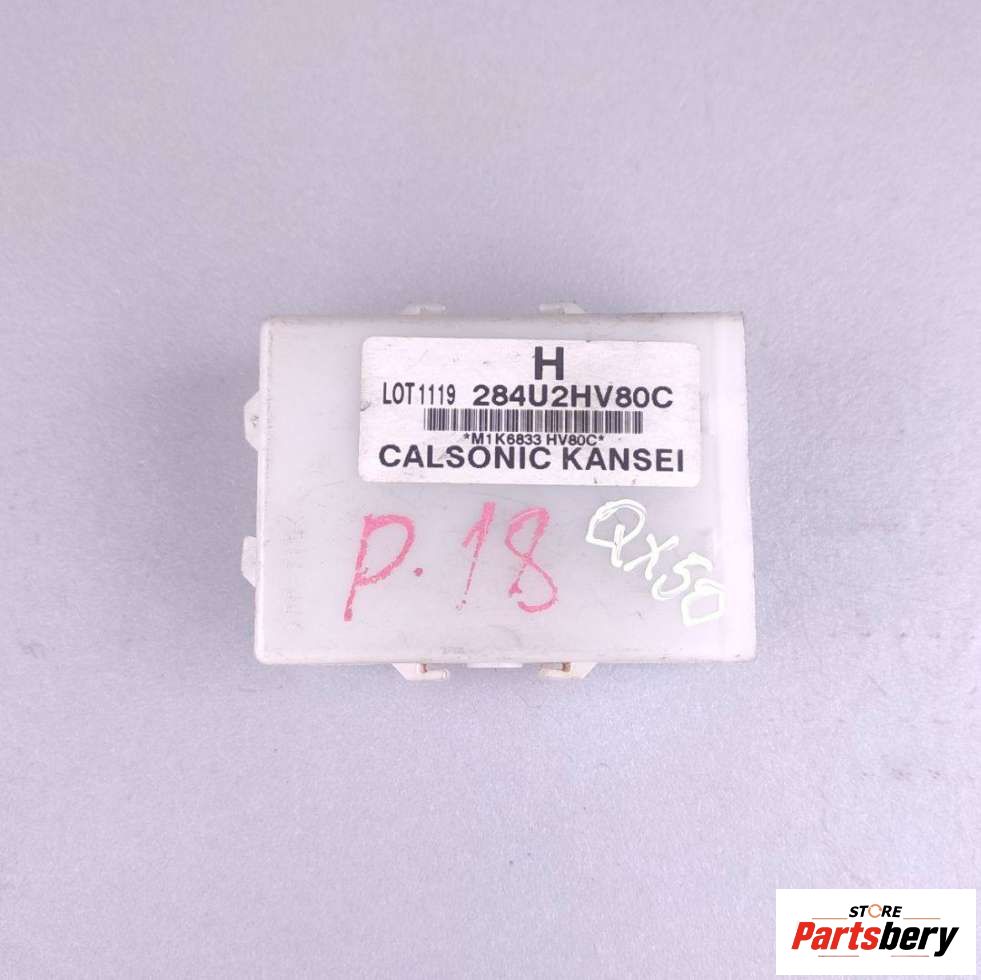 H
LOT 1119 284U2HV80C
*M1K6833 HV80C*
CALSONIC KANSEI
P.18
QX50
STORE
Partsbery